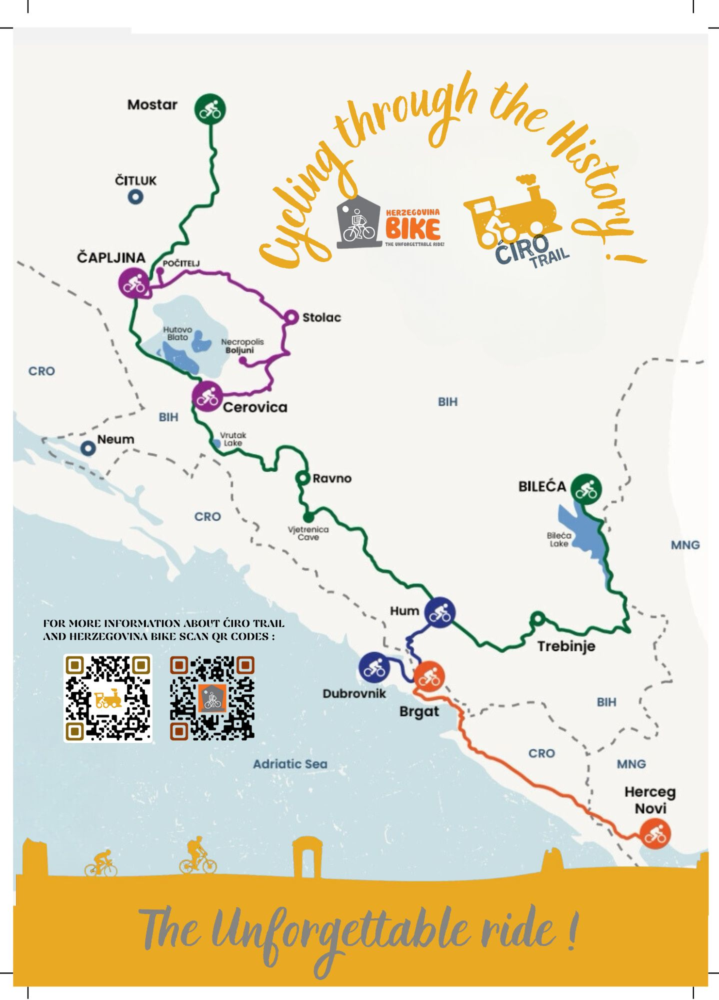 Cycling through the History !
Mostar
ČITLUK
HERZEGOVINA
BIKE
THE UNFORGETTABLE RIDE!
ĆIRO
TRAIL
ČAPLJINA
POČITELJ
Stolac
Hutovo
Blato
Necropolis
Boljuni
CRO
Cerovica
BIH
BIH
Vrutak
Lake
Neum
Ravno
BILEĆA
CRO
Vjetrenica
Cave
Bileća
Lake
MNG
Hum
Trebinje
FOR MORE INFORMATION ABOUT ĆIRO TRAIL
AND HERZEGOVINA BIKE SCAN QR CODES :
Dubrovnik
Brgat
BIH
CRO
Adriatic Sea
MNG
Herceg
Novi
The Unforgettable ride !